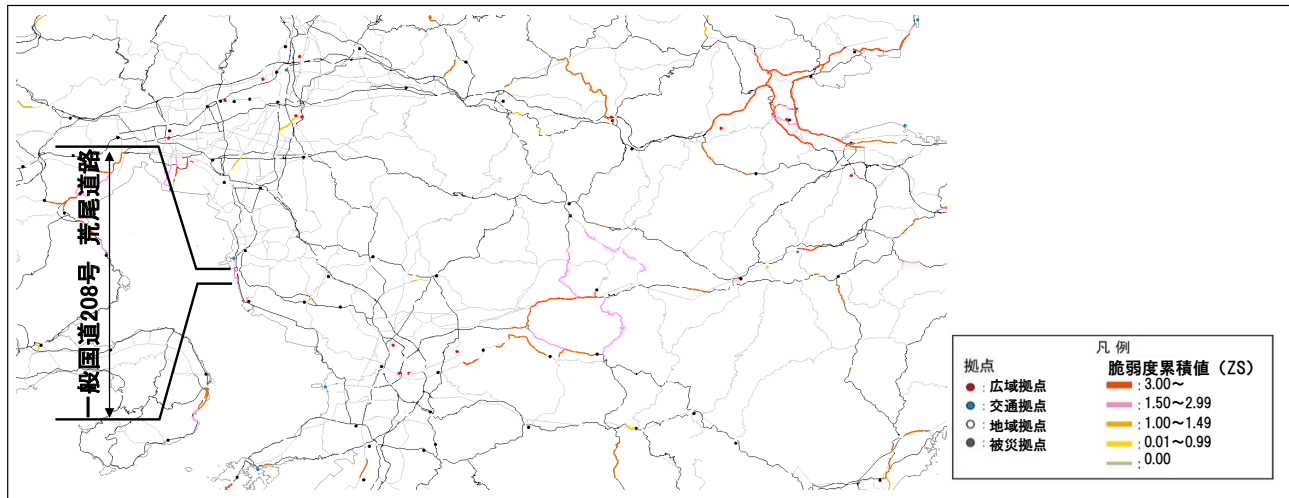 一般国道208号 荒尾道路
凡 例
拠点
：広域拠点
：交通拠点
：地域拠点
：被災拠点
脆弱度累積値（ZS）
：3.00～
：1.50～2.99
：1.00～1.49
：0.01～0.99
：0.00